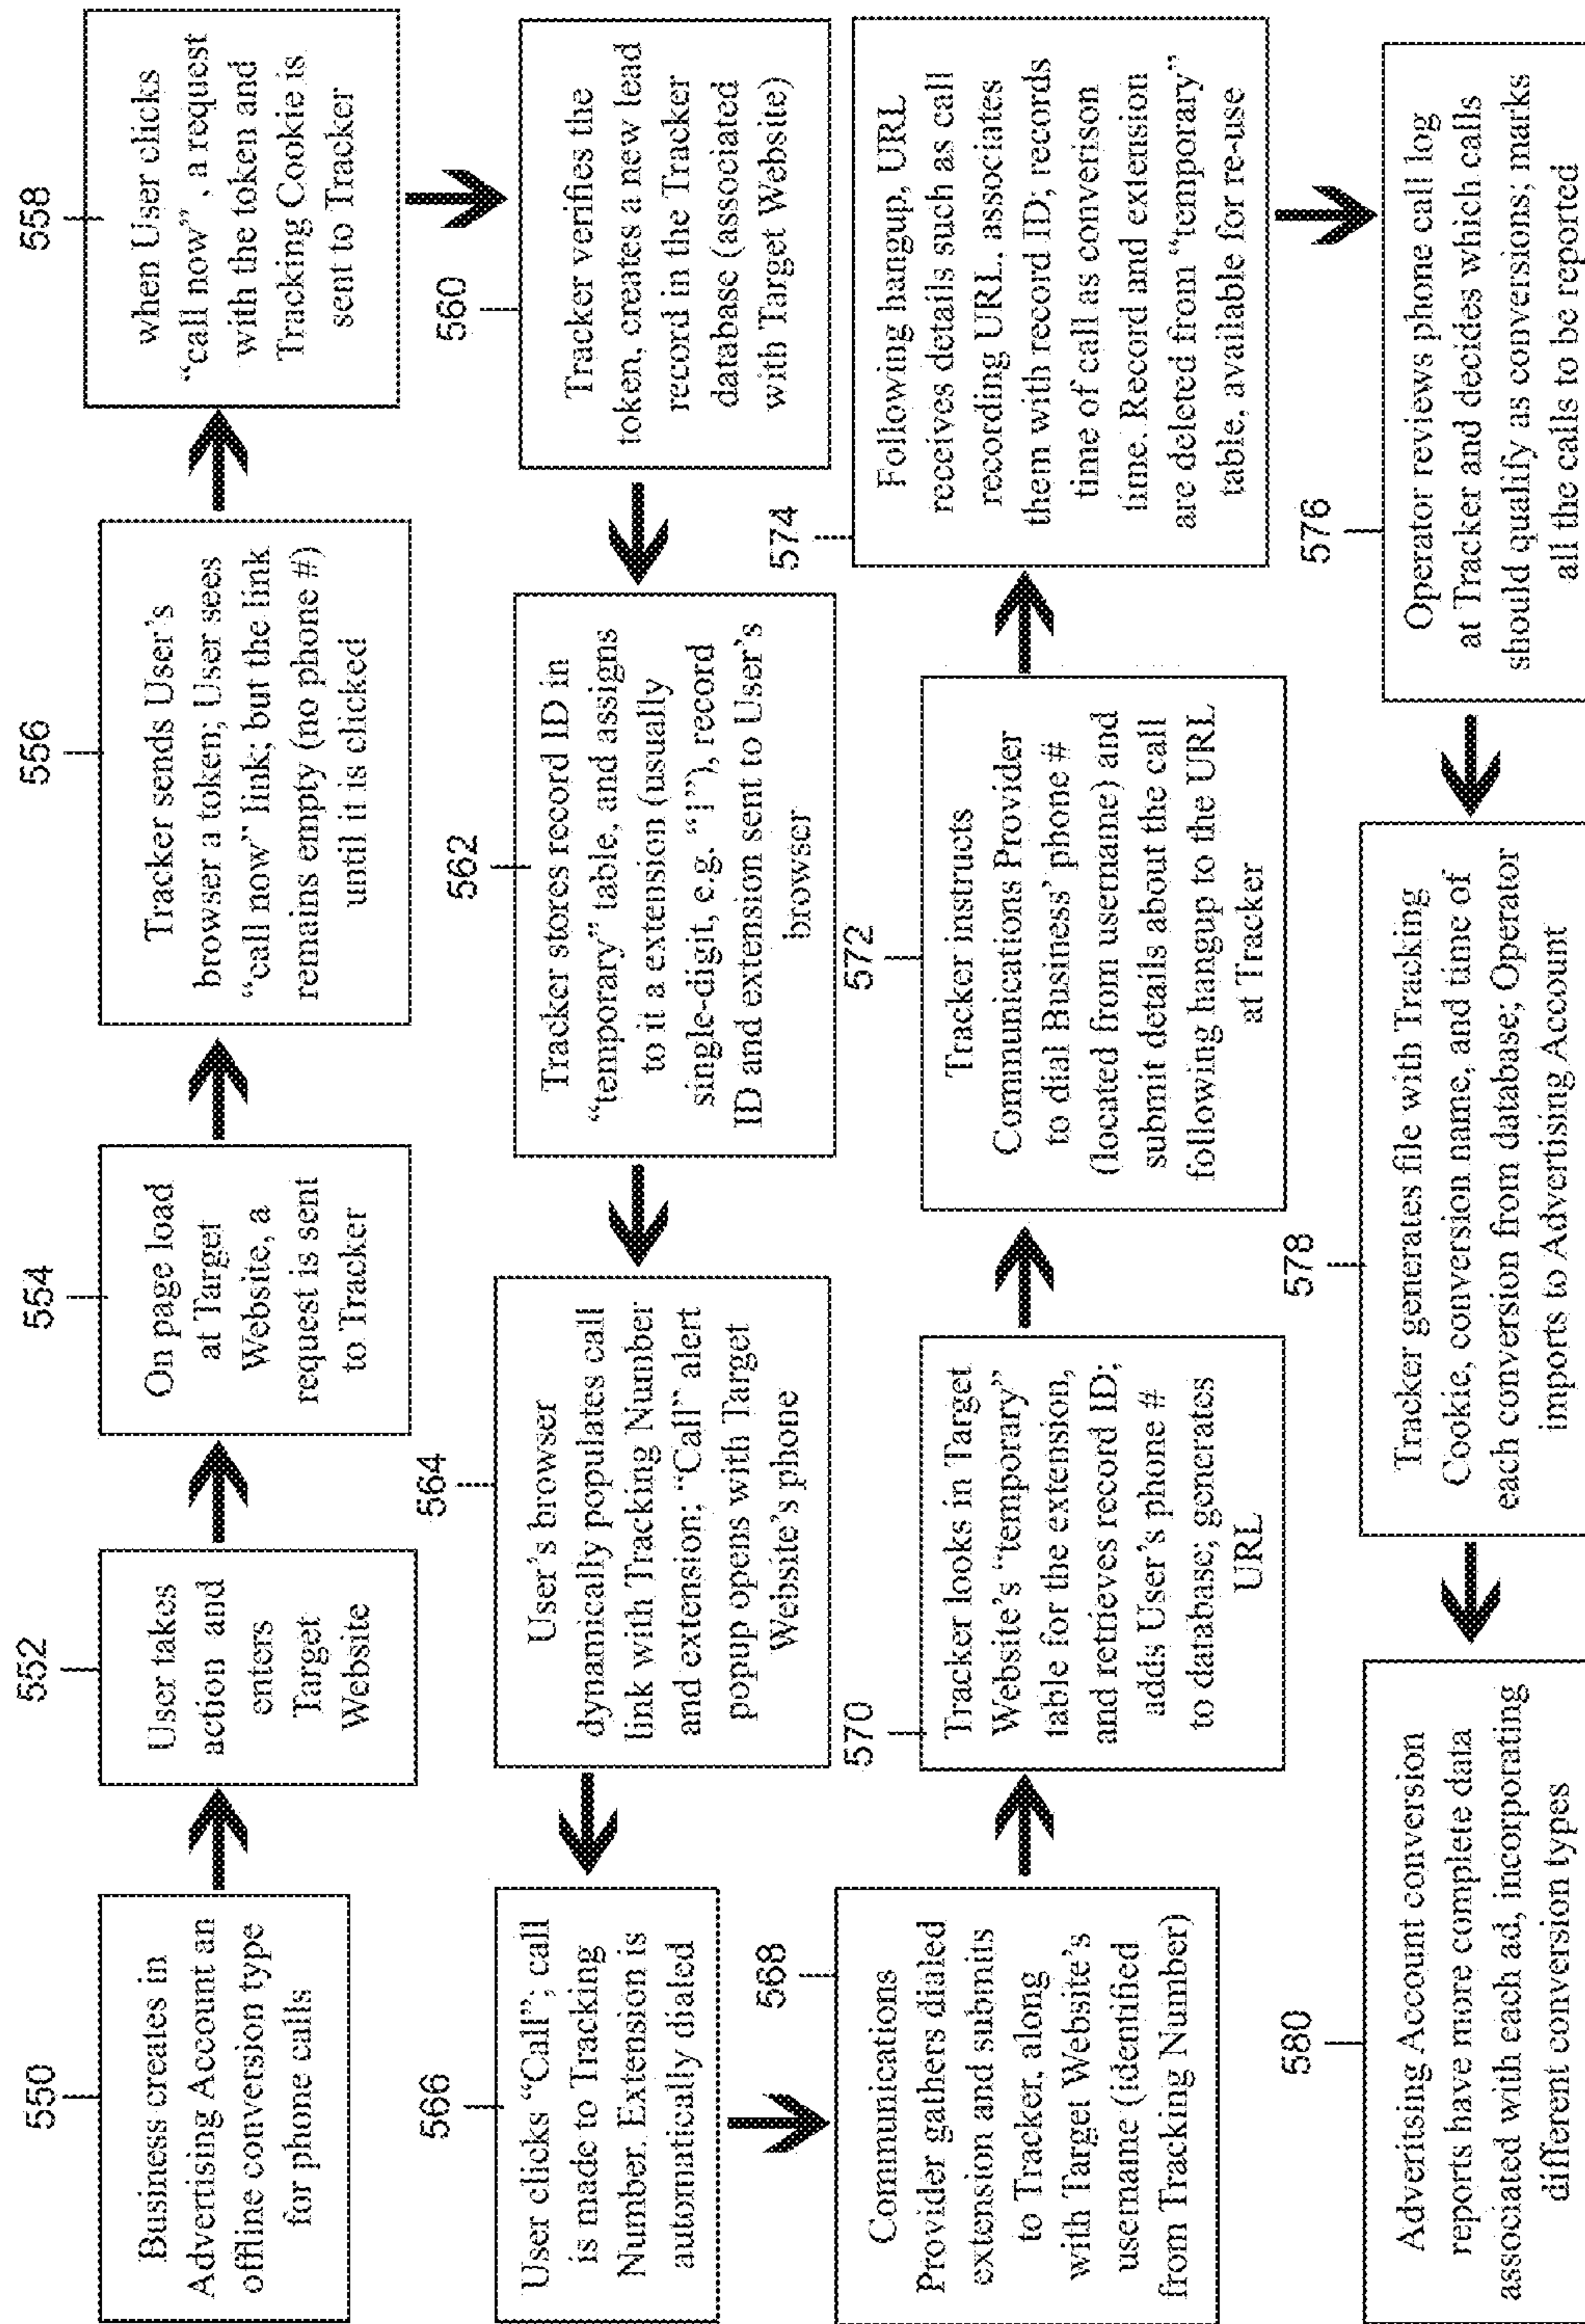 550
Business creates in
Advertising Account an
offline conversion type
for phone calls
552
User takes
action and
enters
Target
Website
554
On page load
at Target
Website, a
request is sent
to Tracker
556
Tracker sends User's
browser a token; User sees
“call now” link; but the link
remains empty (no phone #)
until it is clicked
558
when User clicks
“call now” , a request
with the token and
Tracking Cookie is
sent to Tracker
560
Tracker verifies the
token, creates a new lead
record in the Tracker
database (associated
with Target Website)
562
Tracker stores record ID in
“temporary” table, and assigns
to it a extension (usually
single-digit, e.g. “1”), record
ID and extension sent to User's
browser
564
User's browser
dynamically populates call
link with Tracking Number
and extension; “Call” alert
popup opens with Target
Website's phone
566
User clicks “Call”; call
is made to Tracking
Number. Extension is
automatically dialed
568
Communications
Provider gathers dialed
extension and submits
to Tracker, along
with Target Website's
username (identified
from Tracking Number)
570
Tracker looks in Target
Website's “temporary”
table for the extension,
and retrieves record ID;
adds User's phone #
to database; generates
URL
572
Tracker instructs
Communications Provider
to dial Business' phone #
(located from username) and
submit details about the call
following hangup to the URL
at Tracker
574
Following hangup, URL
receives details such as call
recording URL, associates
them with record ID; records
time of call as converison
time. Record and extension
are deleted from “temporary”
table, available for re-use
576
Operator reviews phone call log
at Tracker and decides which calls
should qualify as conversions; marks
all the calls to be reported
578
Tracker generates file with Tracking
Cookie, conversion name, and time of
each conversion from database; Operator
imports to Advertising Account
580
Adveritsing Account conversion
reports have more complete data
associated with each ad, incorporating
different conversion types